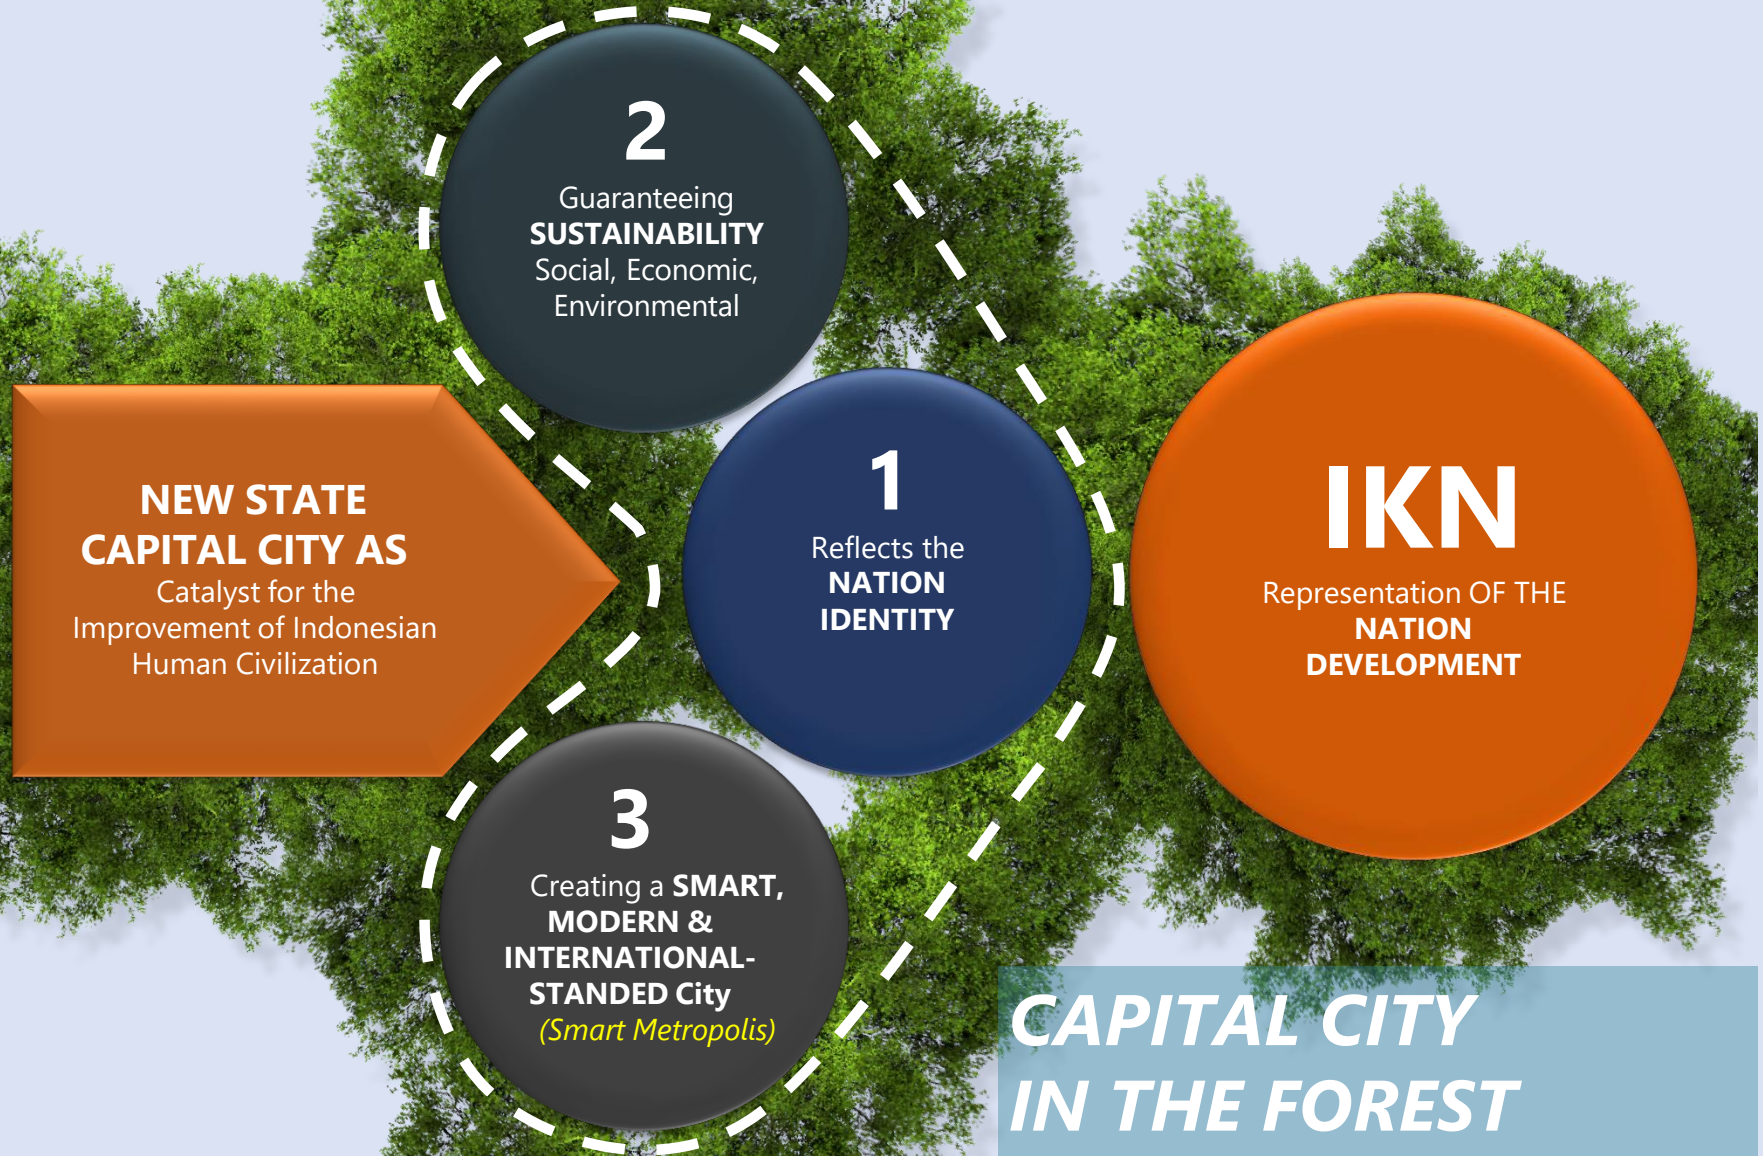 NEW STATE
CAPITAL CITY AS
Catalyst for the
Improvement of Indonesian
Human Civilization
2
Guaranteeing
SUSTAINABILITY
Social, Economic,
Environmental
1
Reflects the
NATION
IDENTITY
3
Creating a SMART,
MODERN &
INTERNATIONAL-
STANDED City
(Smart Metropolis)
IKN
Representation OF THE
NATION
DEVELOPMENT
CAPITAL CITY
IN THE FOREST